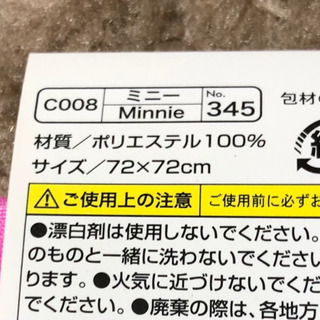 C008 ミニー Minnie No. 345
包材の
材質／ポリエステル100%
サイズ／72×72cm
⚠ご使用上の注意 ご使用前に必ずお
●漂白剤は使用しないでください。
のものと一緒に洗わないでくださ
ります。●火気に近づけないでく
でください。●廃棄の際は、各地方